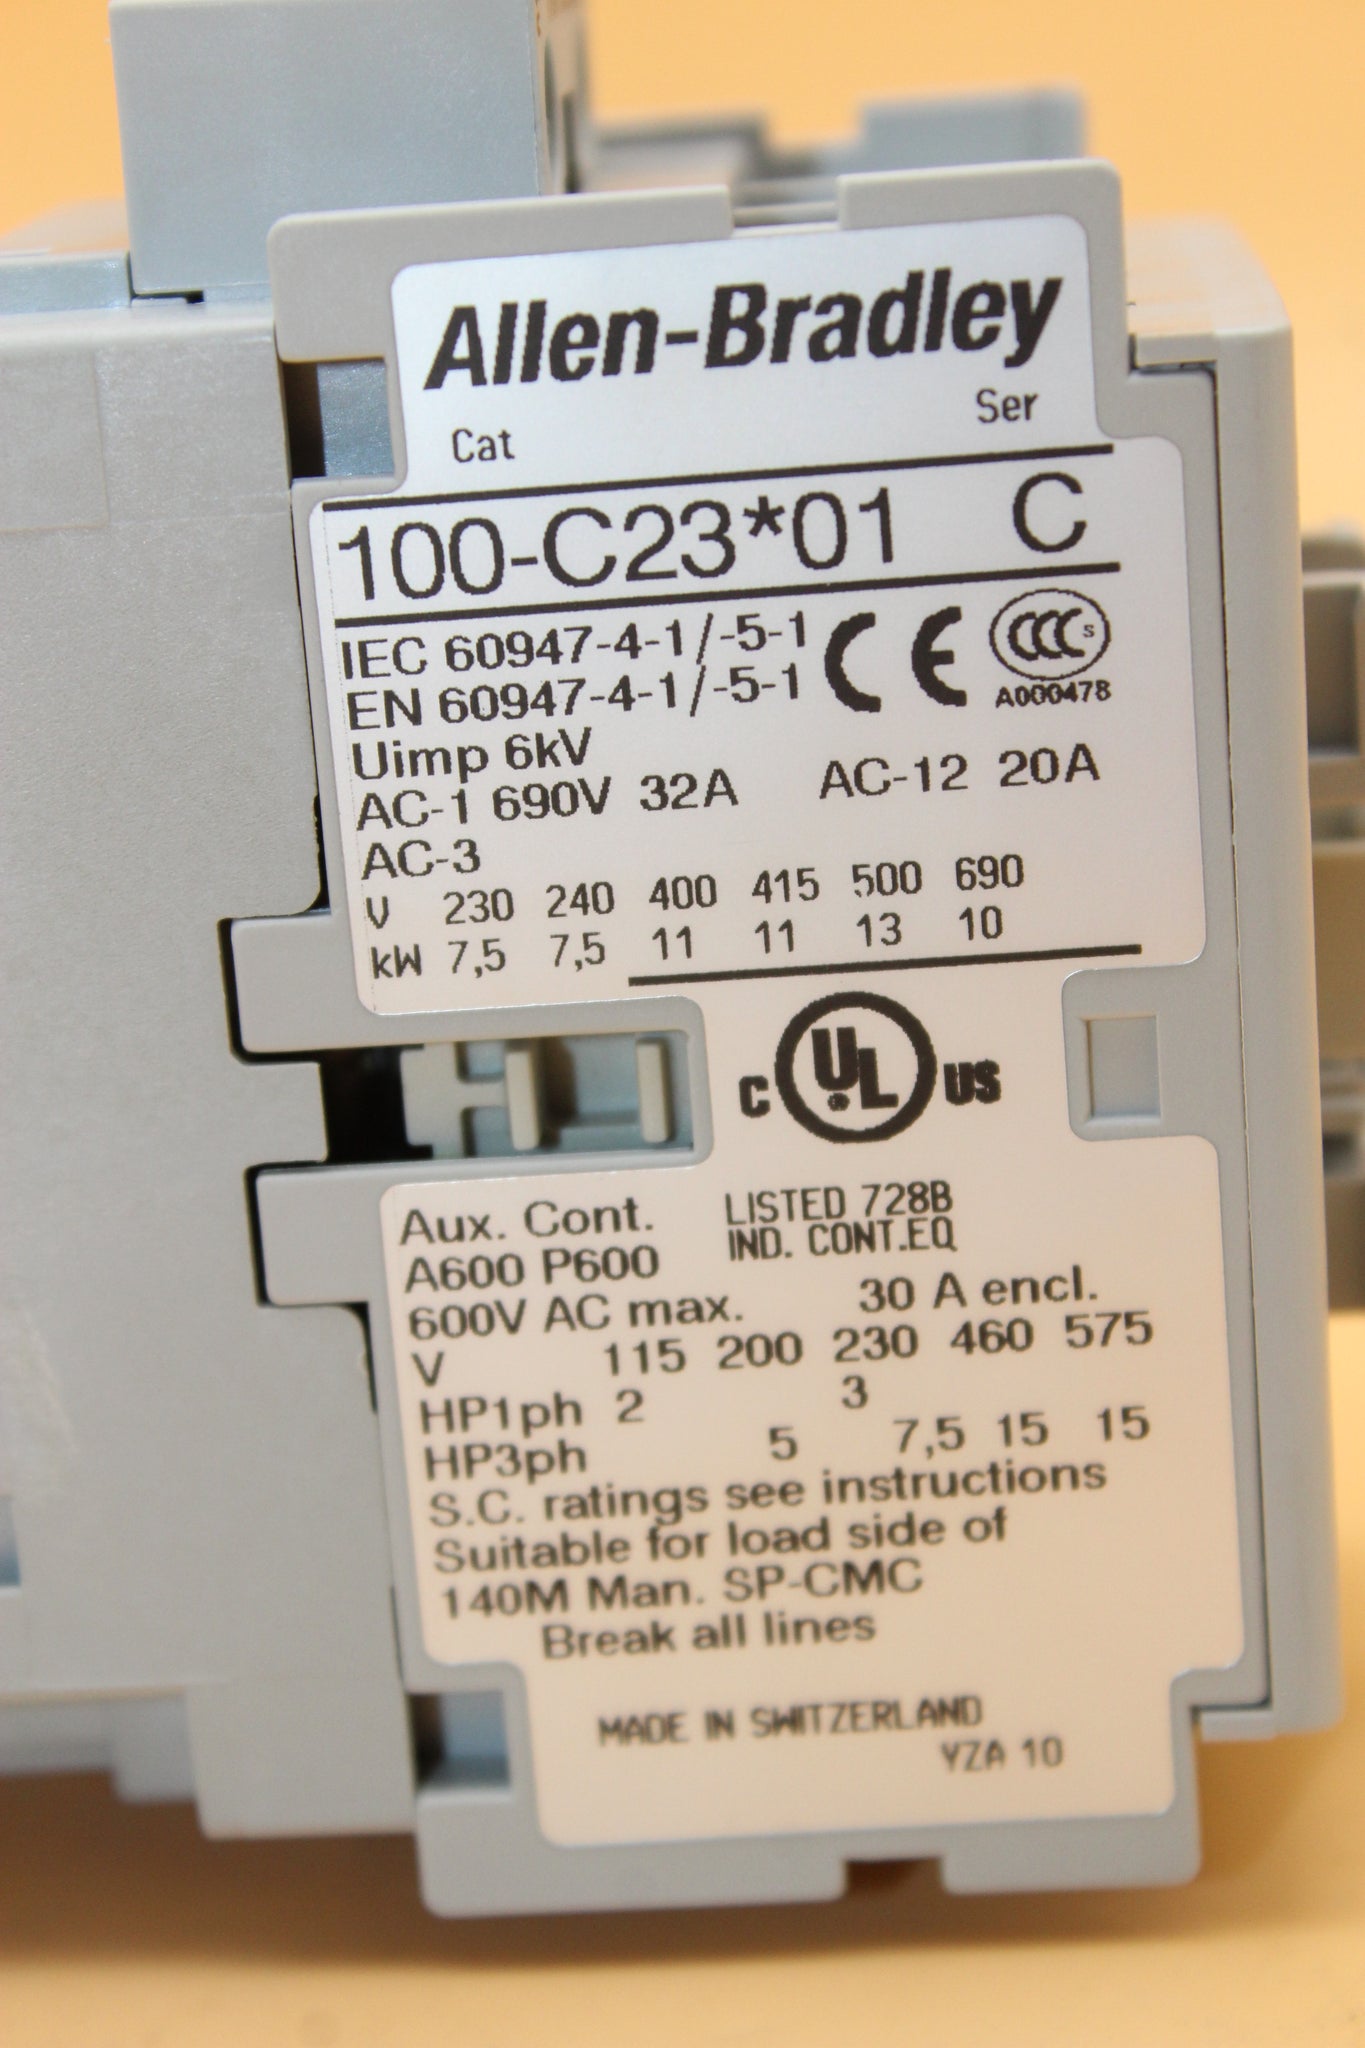 Allen-Bradley
Cat Ser
100-C23*01 C
IEC 60947-4-1/-5-1
EN 60947-4-1/-5-1
CE
CCC S
A000478
Uimp 6kV
AC-1 690V 32A AC-12 20A
AC-3
V 230 240 400 415 500 690
kW 7,5 7,5 11 11 13 10
C UL US
Aux. Cont. LISTED 728B
A600 P600 IND. CONT.EQ
600V AC max. 30 A encl.
V 115 200 230 460 575
HP1ph 2 3
HP3ph 5 7,5 15 15
S.C. ratings see instructions
Suitable for load side of
140M Man. SP-CMC
Break all lines
MADE IN SWITZERLAND
YZA 10